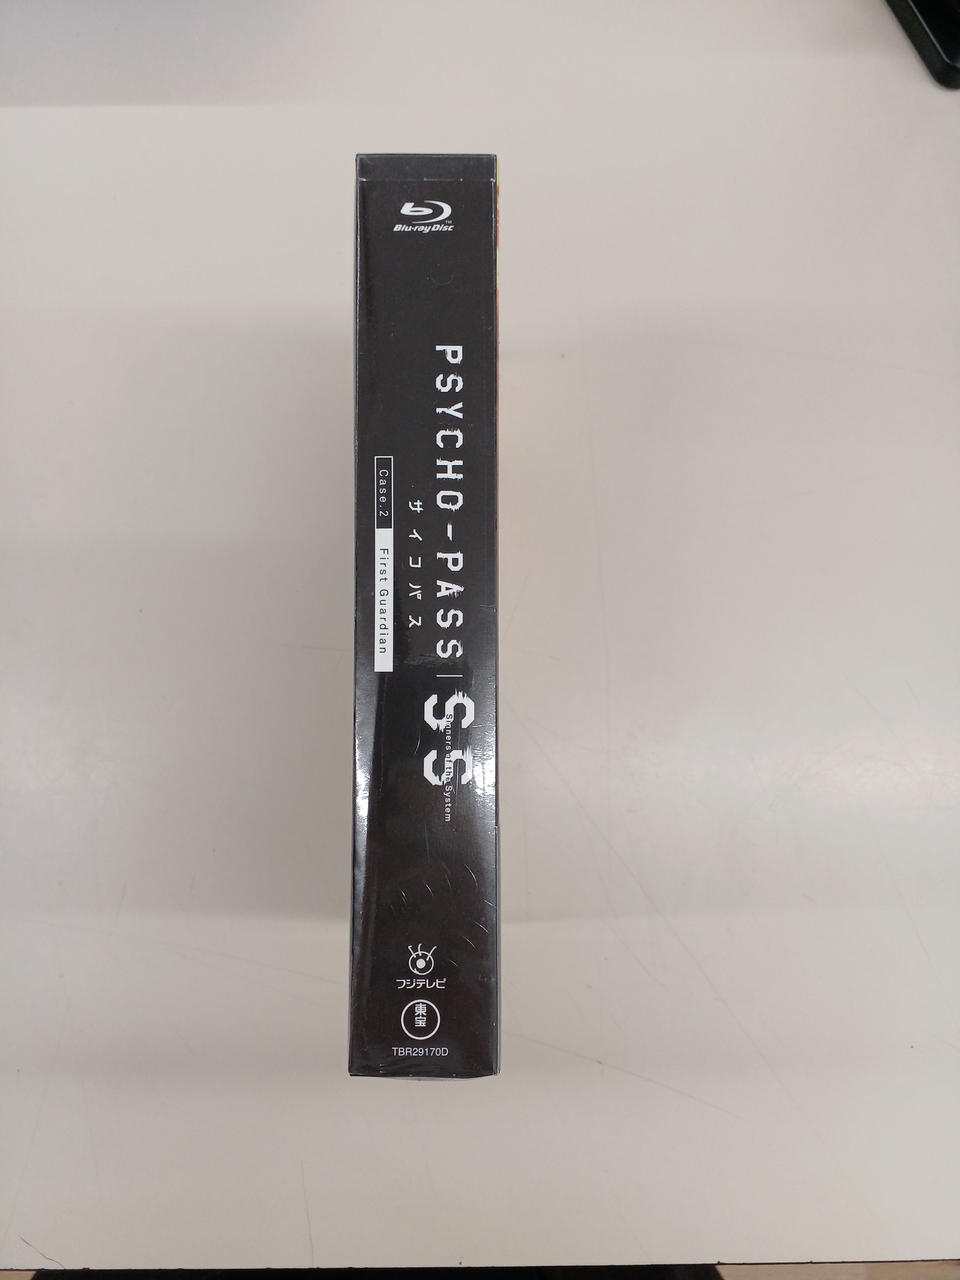 Blu-ray Disc™
PSYCHO-PASS | SS
Sinners of the System
サイコパス
Case.2 First Guardian
フジテレビ
東宝
TBR29170D